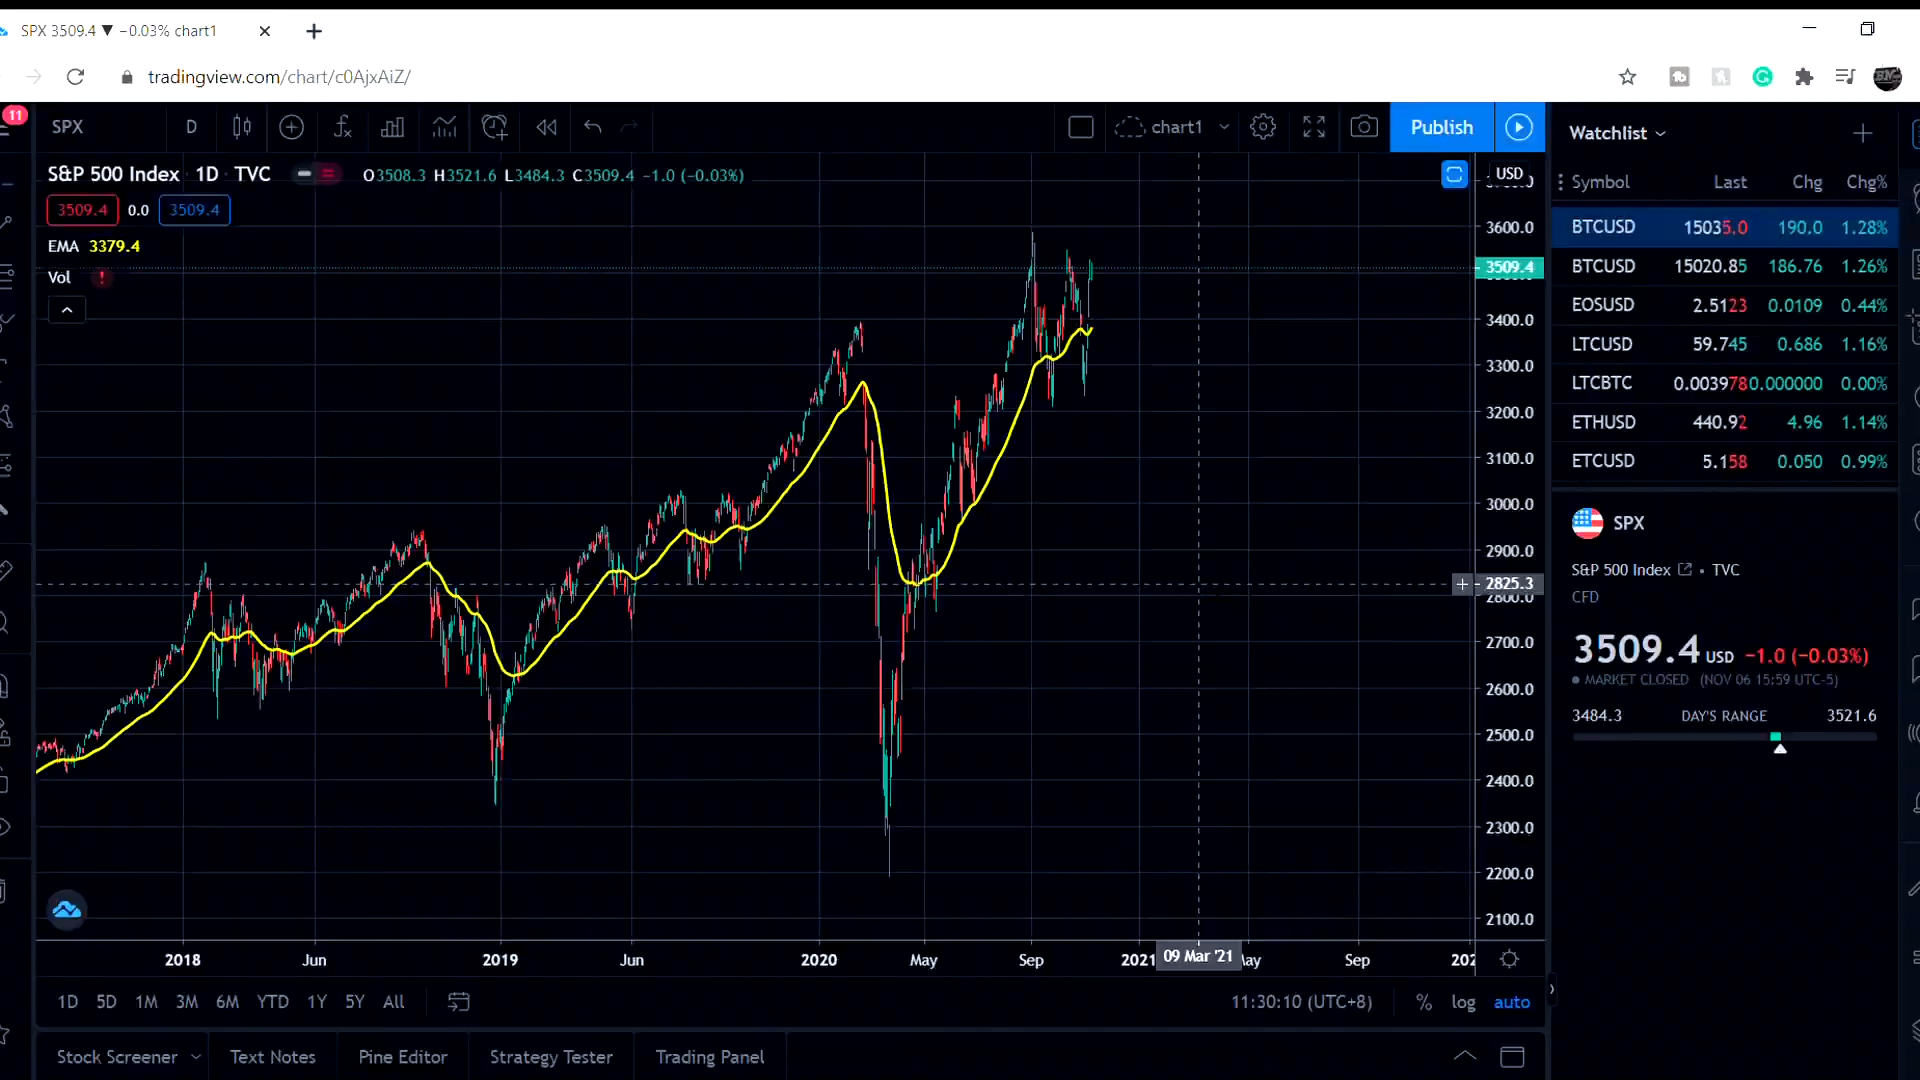 SPX 3509.4 ▼ −0.03% chart1
tradingview.com/chart/c0AjxAiZ/
11
SPX D chart1 Publish
S&P 500 Index 1D TVC O3508.3 H3521.6 L3484.3 C3509.4 −1.0 (−0.03%)
3509.4 0.0 3509.4
EMA 3379.4
Vol !
USD
3600.0
3509.4
3400.0
3300.0
3200.0
3100.0
3000.0
2900.0
2825.3
2800.0
2700.0
2600.0
2500.0
2400.0
2300.0
2200.0
2100.0
2018 Jun 2019 Jun 2020 May Sep 2021 09 Mar '21 Sep
1D 5D 1M 3M 6M YTD 1Y 5Y All 11:30:10 (UTC+8) % log auto
Stock Screener Text Notes Pine Editor Strategy Tester Trading Panel
Watchlist
Symbol Last Chg Chg%
BTCUSD 15035.0 190.0 1.28%
BTCUSD 15020.85 186.76 1.26%
EOSUSD 2.5123 0.0109 0.44%
LTCUSD 59.745 0.686 1.16%
LTCBTC 0.003978 0.000000 0.00%
ETHUSD 440.92 4.96 1.14%
ETCUSD 5.158 0.050 0.99%
SPX
S&P 500 Index • TVC
CFD
3509.4 USD −1.0 (−0.03%)
MARKET CLOSED (NOV 06 15:59 UTC-5)
3484.3 DAY'S RANGE 3521.6